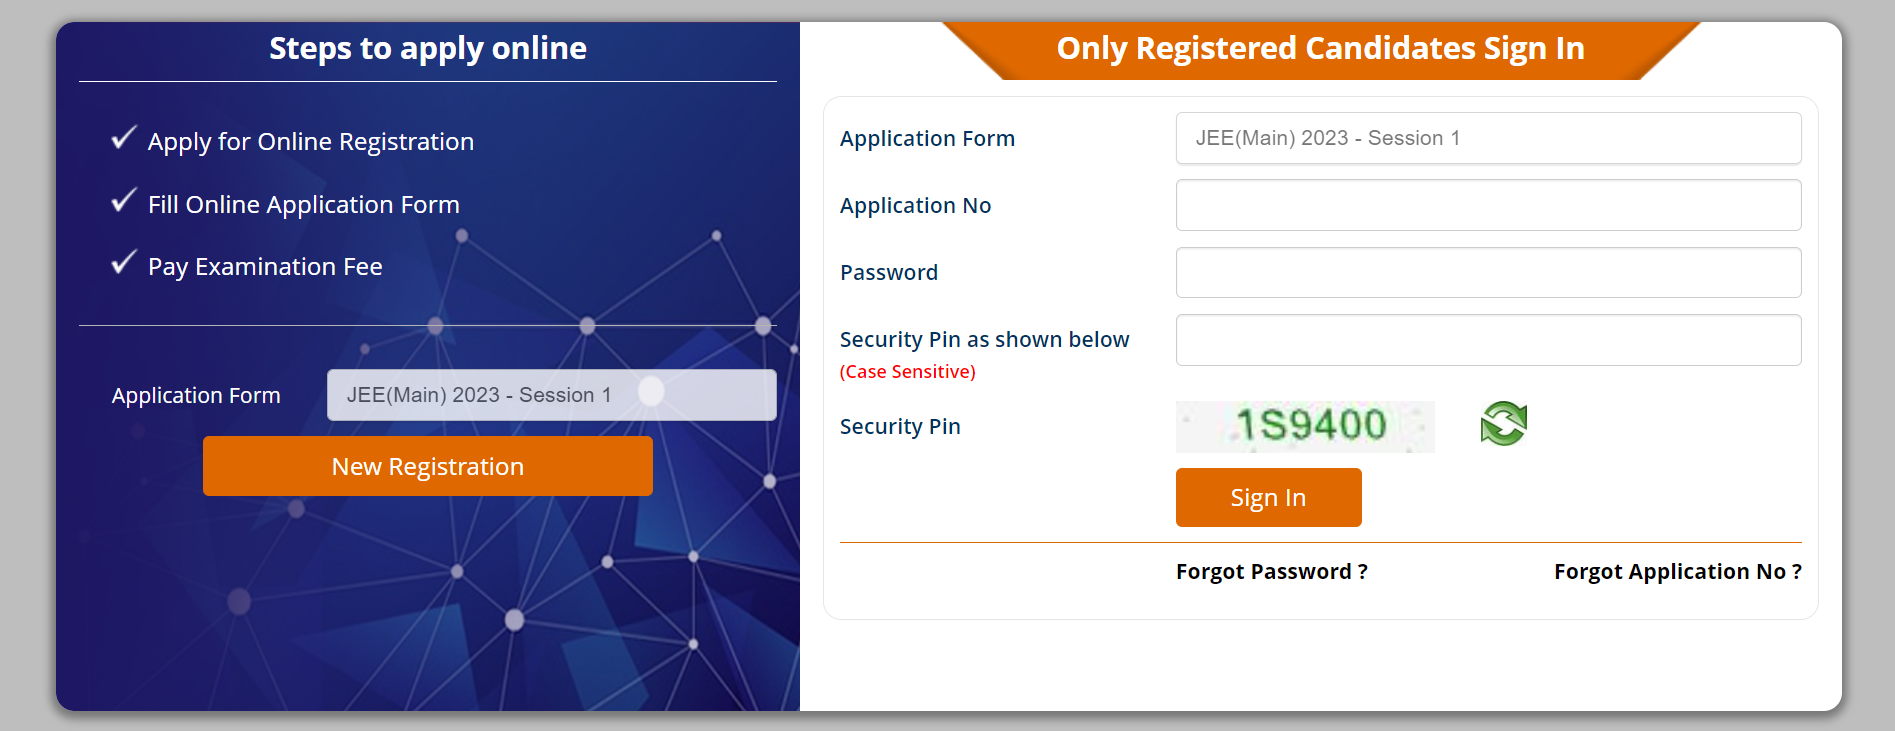 Steps to apply online
Apply for Online Registration
Fill Online Application Form
Pay Examination Fee
Application Form JEE(Main) 2023 - Session 1
New Registration
Only Registered Candidates Sign In
Application Form JEE(Main) 2023 - Session 1
Application No
Password
Security Pin as shown below
(Case Sensitive)
Security Pin 1S9400
Sign In
Forgot Password ? Forgot Application No ?